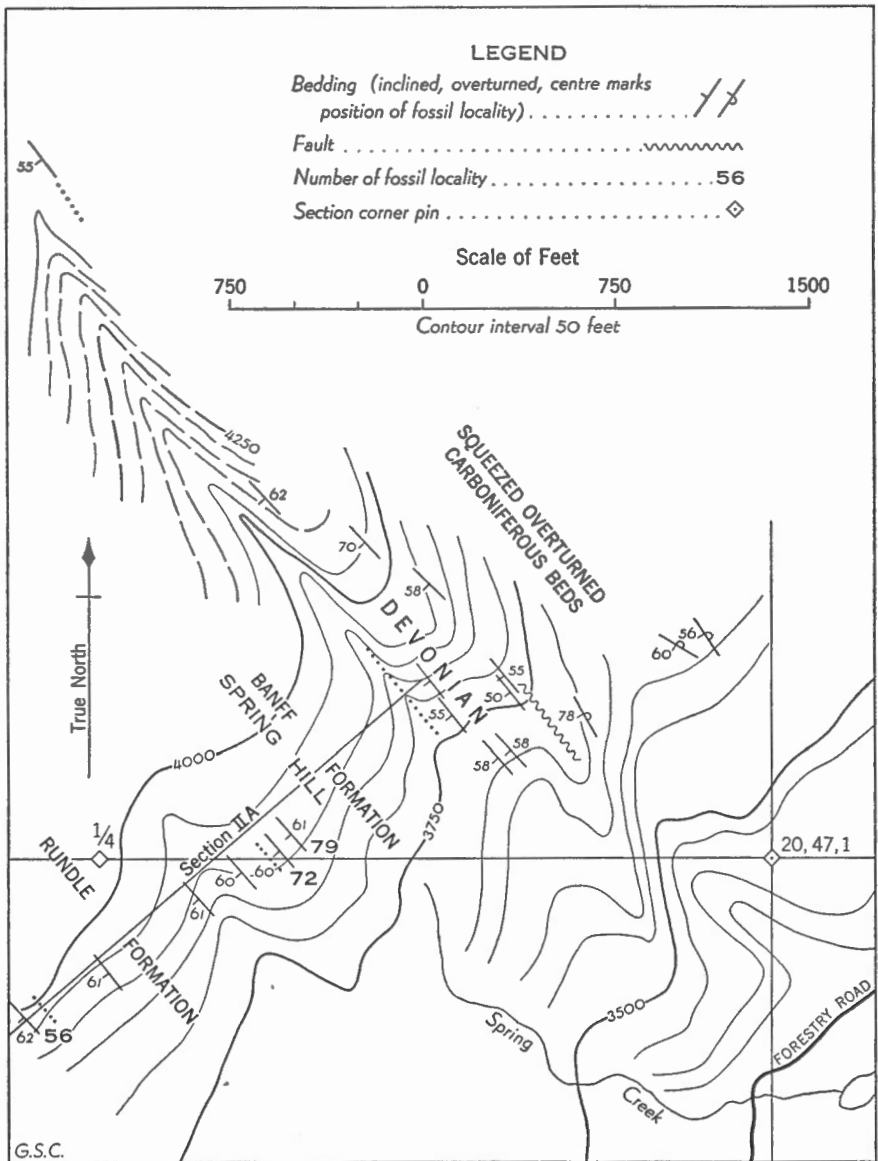 LEGEND
Bedding (inclined, overturned, centre marks
position of fossil locality)
Fault
Number of fossil locality 56
Section corner pin
Scale of Feet
750 0 750 1500
Contour interval 50 feet
55
4250
62
SQUEEZED OVERTURNED
CARBONIFEROUS BEDS
70
58
DEVONIAN
True North
BANFF
SPRING
HILL
FORMATION
60 56
55
50
55
78
58
58
4000
3750
1/4
RUNDLE
Section IIA
61
79
60
60
72
61
20, 47, 1
61
FORMATION
62
56
3500
Spring
Creek
FORESTRY ROAD
G.S.C.